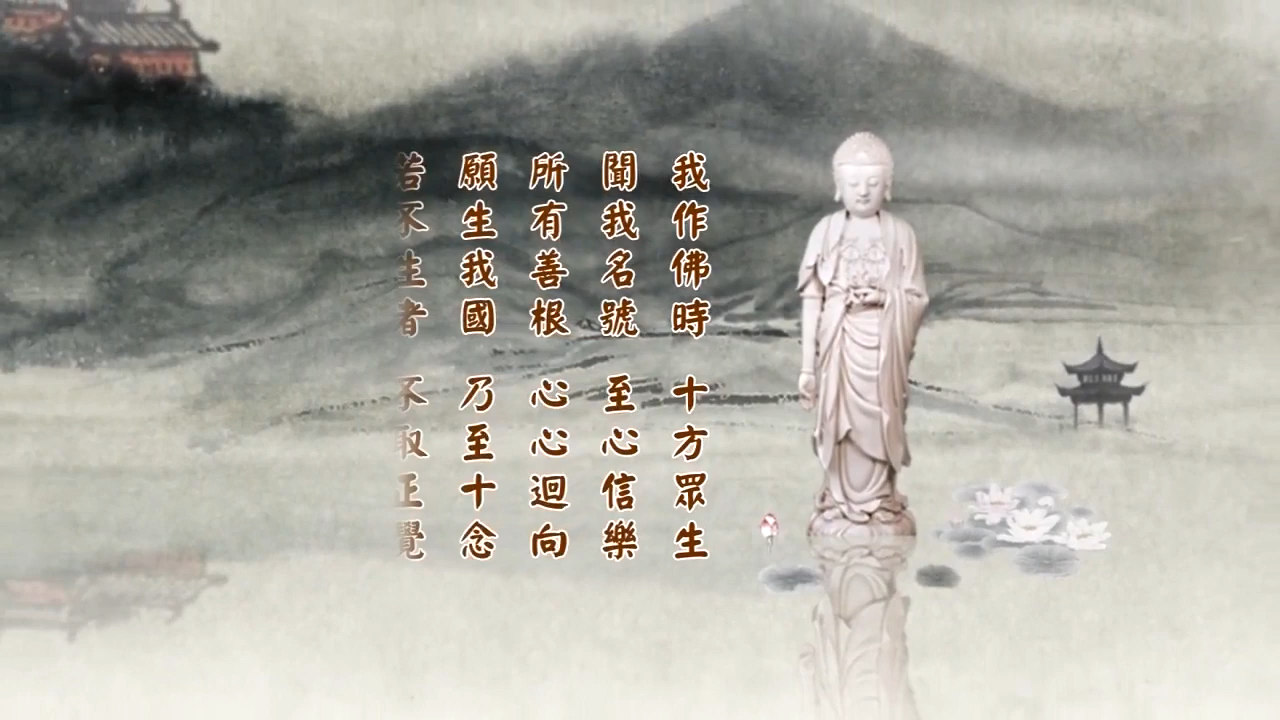 我作佛時 十方眾生
聞我名號 至心信樂
所有善根 心心迴向
願生我國 乃至十念
若不生者 不取正覺